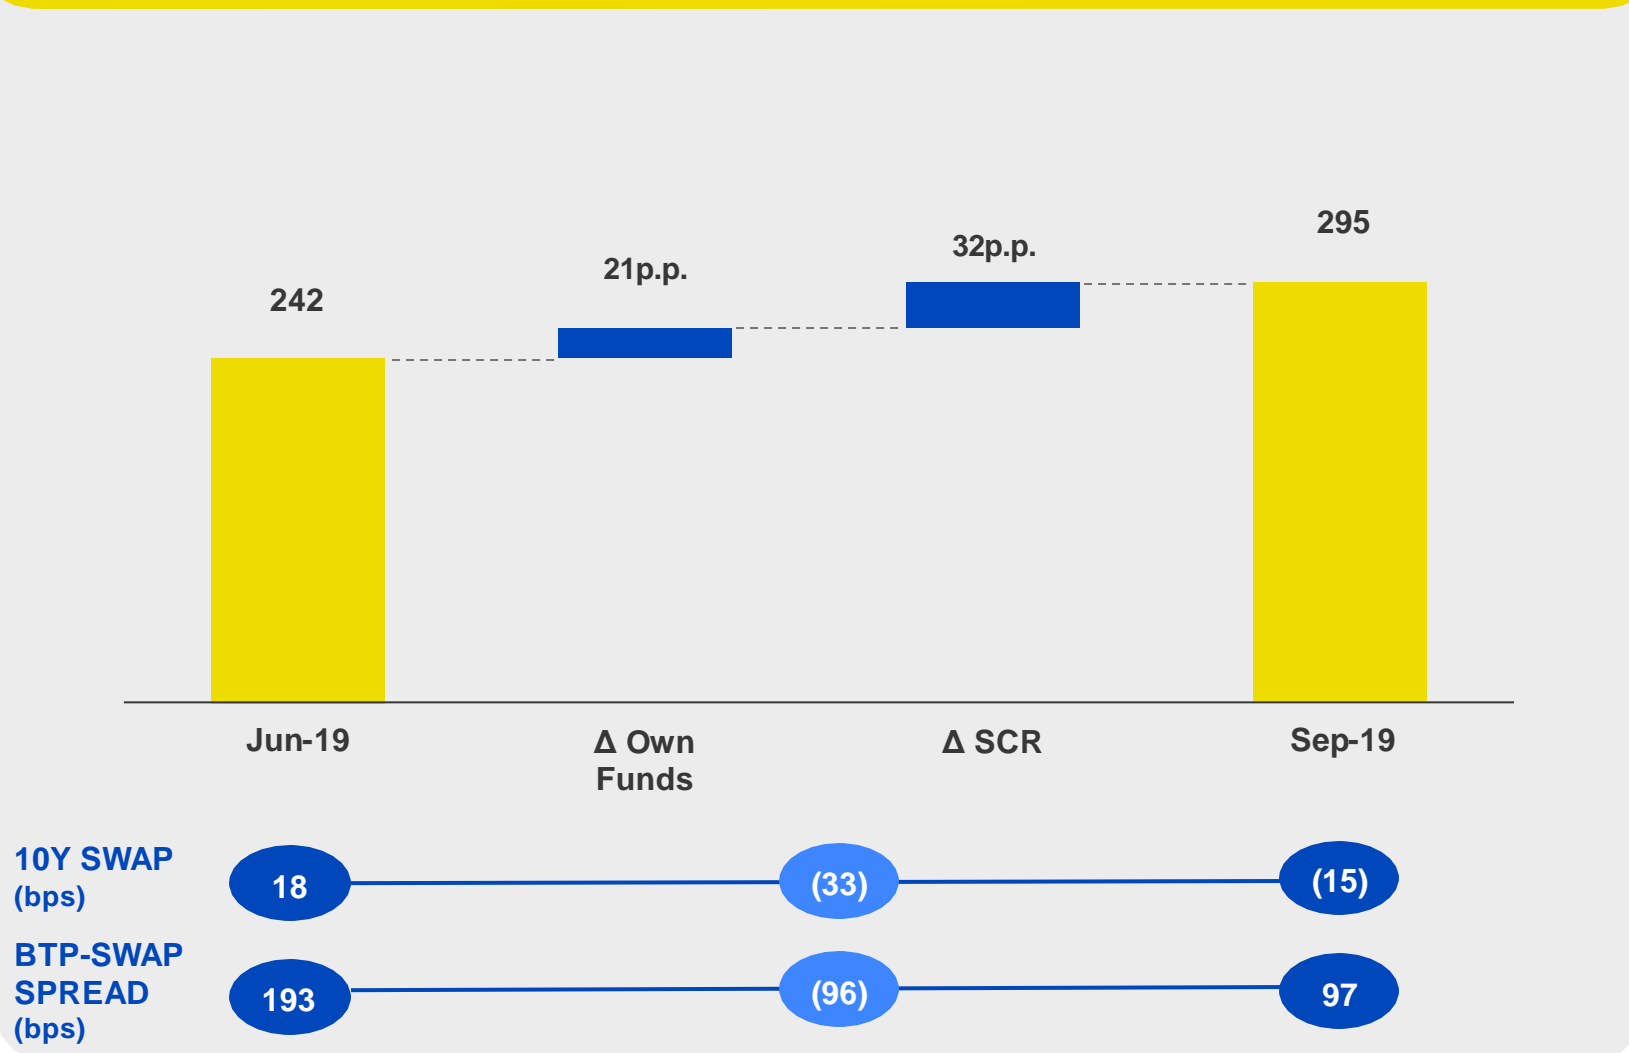 295
32p.p.
21p.p.
242
Jun-19
Δ Own
Funds
Δ SCR
Sep-19
10Y SWAP
(bps)
18
(33)
(15)
BTP-SWAP
SPREAD
(bps)
193
(96)
97